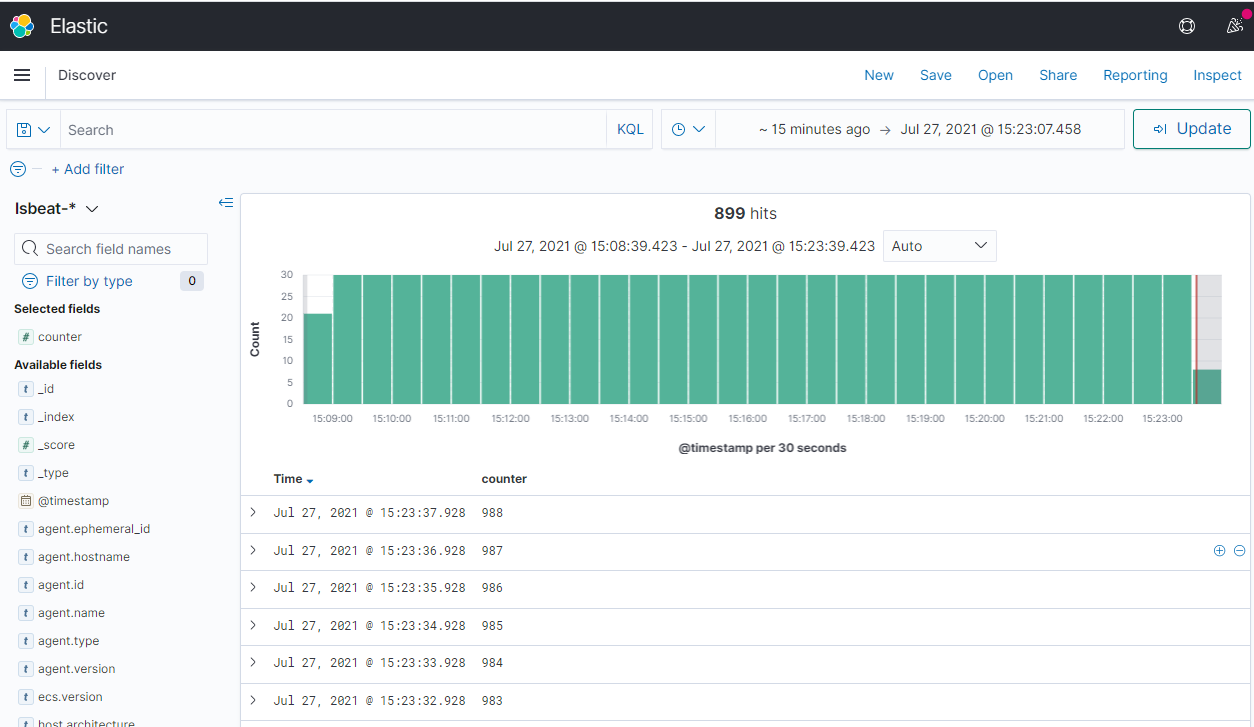 Elastic
Discover
New Save Open Share Reporting Inspect
Search KQL ~ 15 minutes ago → Jul 27, 2021 @ 15:23:07.458 Update
+ Add filter
lsbeat-*
Search field names
Filter by type 0
Selected fields
# counter
Available fields
t _id
t _index
# _score
t _type
@timestamp
t agent.ephemeral_id
t agent.hostname
t agent.id
t agent.name
t agent.type
t agent.version
t ecs.version
t host.architecture
899 hits
Jul 27, 2021 @ 15:08:39.423 - Jul 27, 2021 @ 15:23:39.423 Auto
Count
30
25
20
15
10
5
0
15:09:00 15:10:00 15:11:00 15:12:00 15:13:00 15:14:00 15:15:00 15:16:00 15:17:00 15:18:00 15:19:00 15:20:00 15:21:00 15:22:00 15:23:00
@timestamp per 30 seconds
Time counter
Jul 27, 2021 @ 15:23:37.928 988
Jul 27, 2021 @ 15:23:36.928 987
Jul 27, 2021 @ 15:23:35.928 986
Jul 27, 2021 @ 15:23:34.928 985
Jul 27, 2021 @ 15:23:33.928 984
Jul 27, 2021 @ 15:23:32.928 983